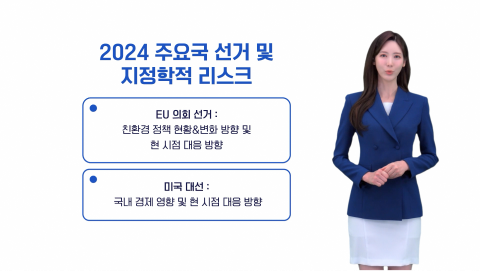 2024 주요국 선거 및
지정학적 리스크
EU 의회 선거 :
친환경 정책 현황&변화 방향 및
현 시점 대응 방향
미국 대선 :
국내 경제 영향 및 현 시점 대응 방향